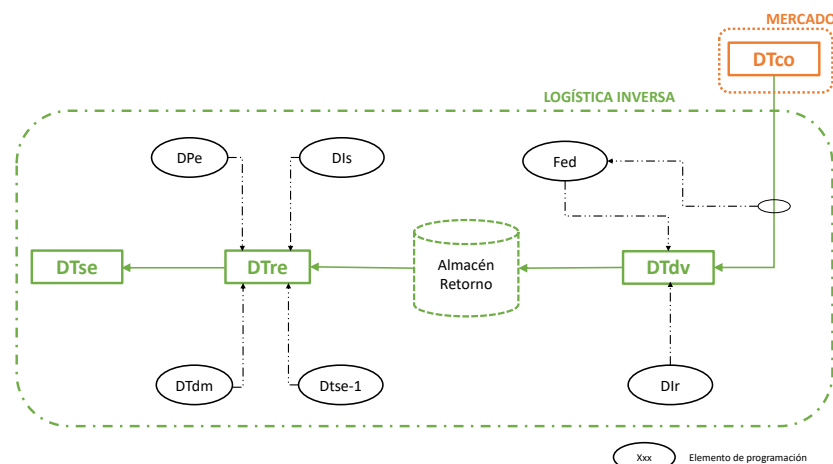 MERCADO
DTco
LOGÍSTICA INVERSA
DPe
DIs
Fed
DTse
DTre
Almacén
Retorno
DTdv
DTdm
Dtse-1
DIr
Xxx
Elemento de programación